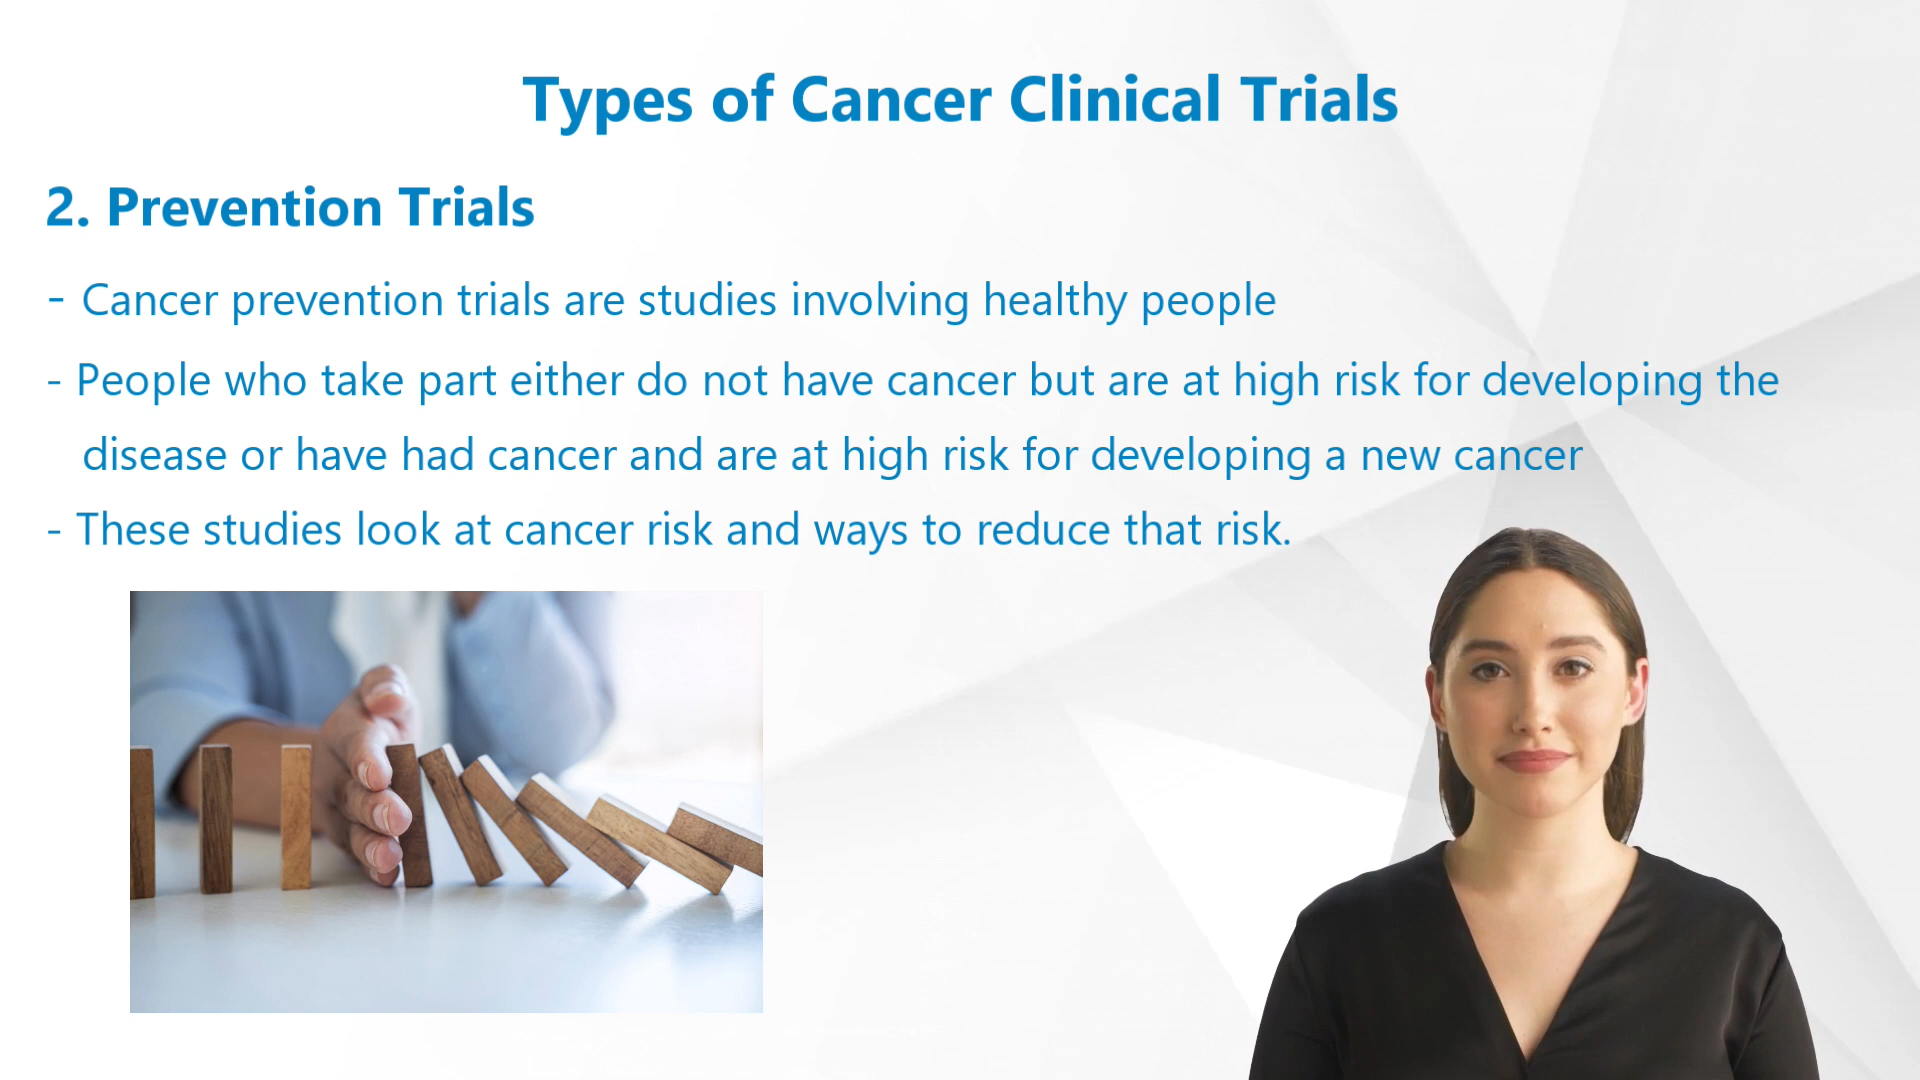 Types of Cancer Clinical Trials
2. Prevention Trials
- Cancer prevention trials are studies involving healthy people
- People who take part either do not have cancer but are at high risk for developing the
disease or have had cancer and are at high risk for developing a new cancer
- These studies look at cancer risk and ways to reduce that risk.